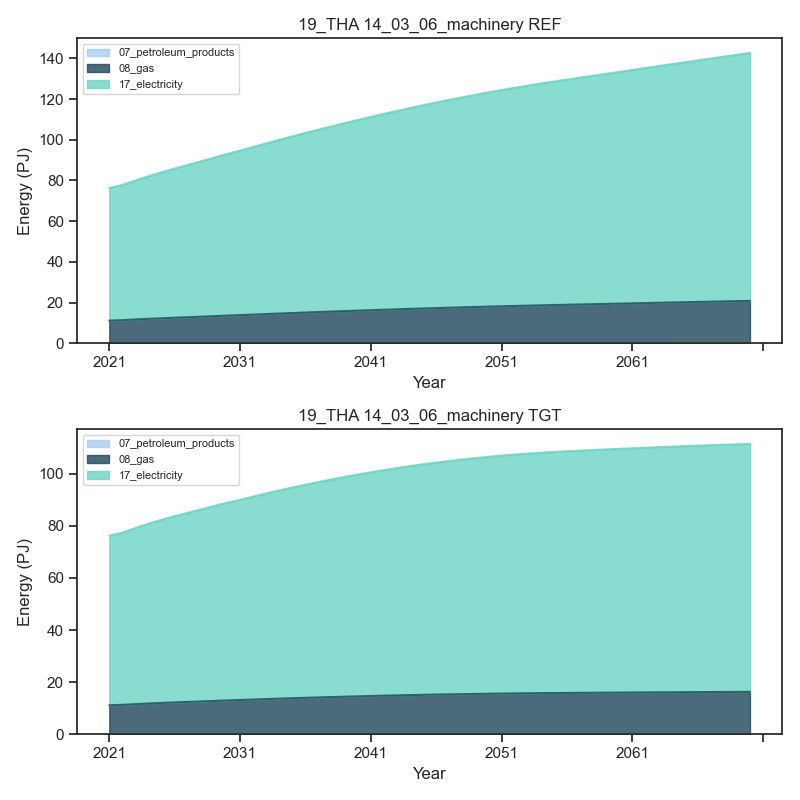 19_THA 14_03_06_machinery REF
07_petroleum_products
08_gas
17_electricity
Energy (PJ)
140
120
100
80
60
40
20
0
2021 2031 2041 2051 2061
Year
19_THA 14_03_06_machinery TGT
07_petroleum_products
08_gas
17_electricity
Energy (PJ)
100
80
60
40
20
0
2021 2031 2041 2051 2061
Year